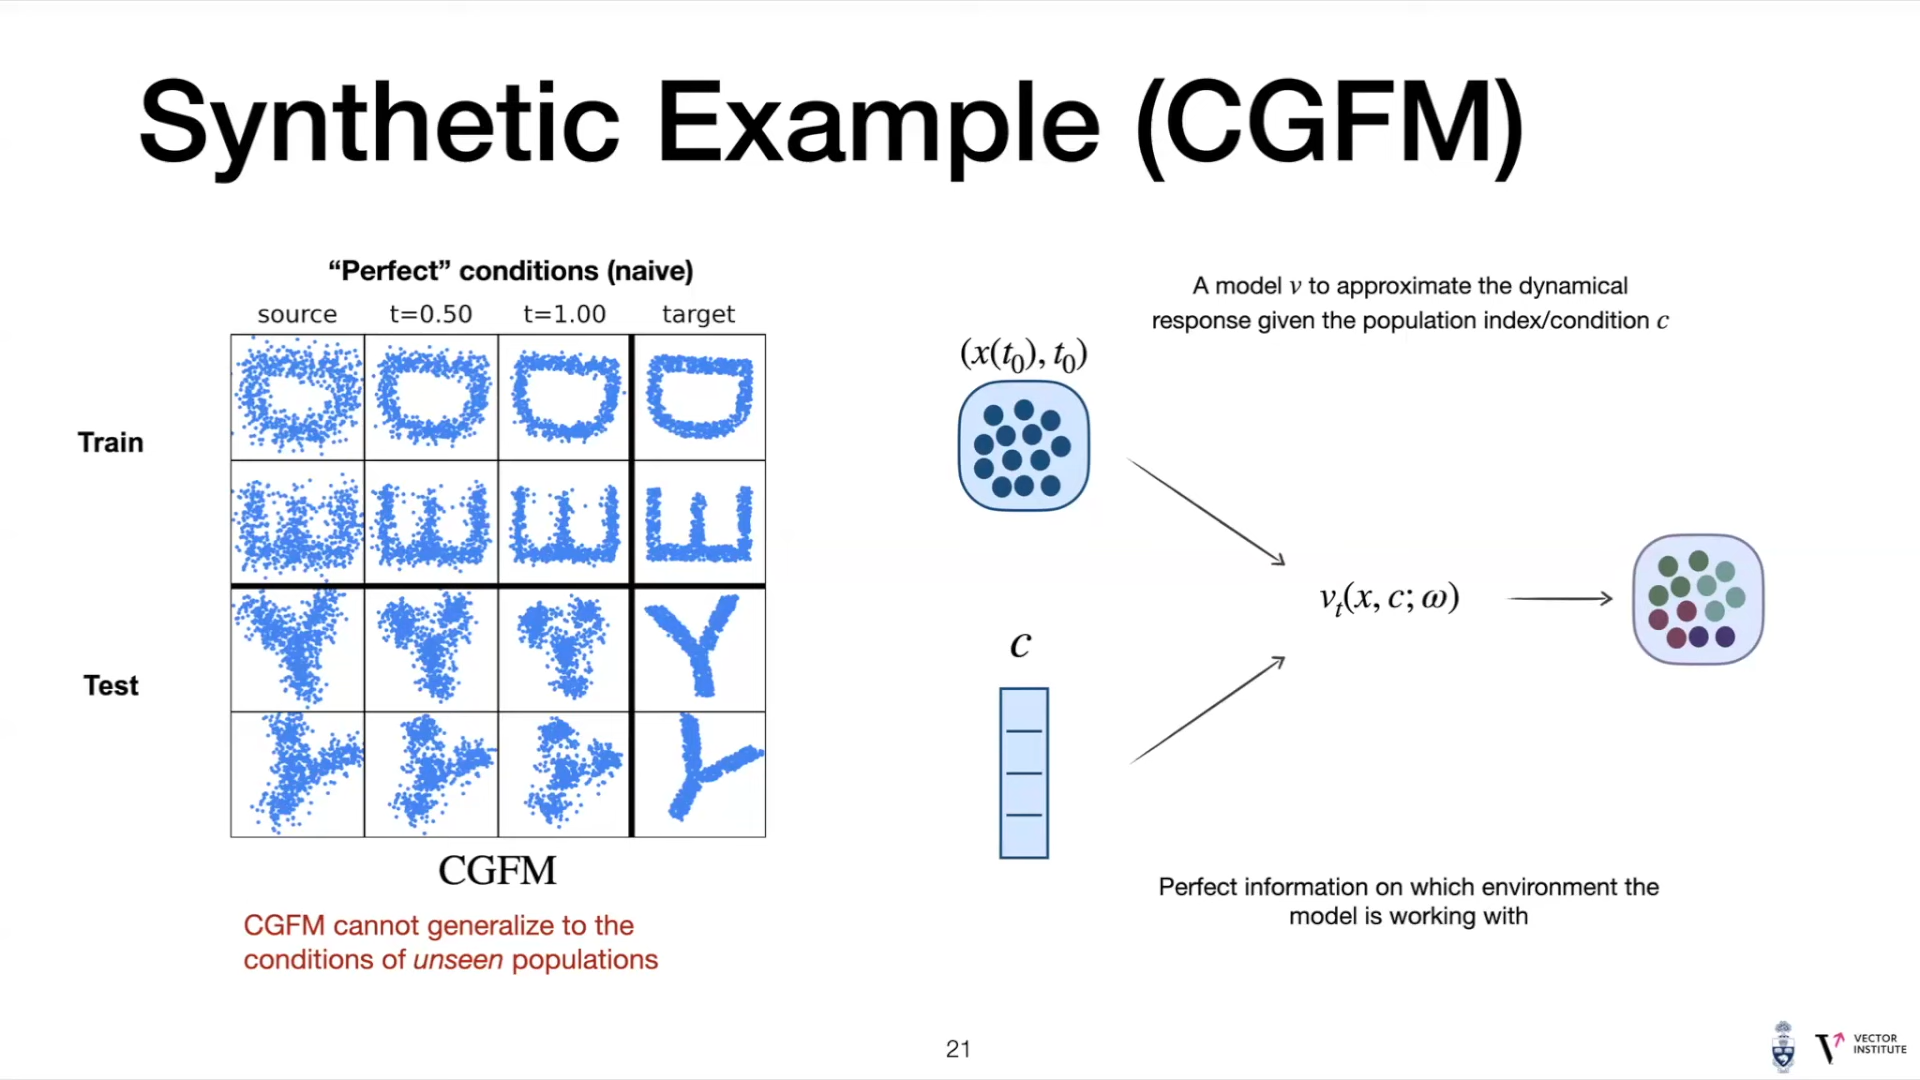 Synthetic Example (CGFM)
“Perfect” conditions (naive)
source t=0.50 t=1.00 target
Train
Test
CGFM
CGFM cannot generalize to the
conditions of unseen populations
A model v to approximate the dynamical
response given the population index/condition c
(x(t₀), t₀)
c
vₜ(x, c; ω)
Perfect information on which environment the
model is working with
21
VECTOR
INSTITUTE